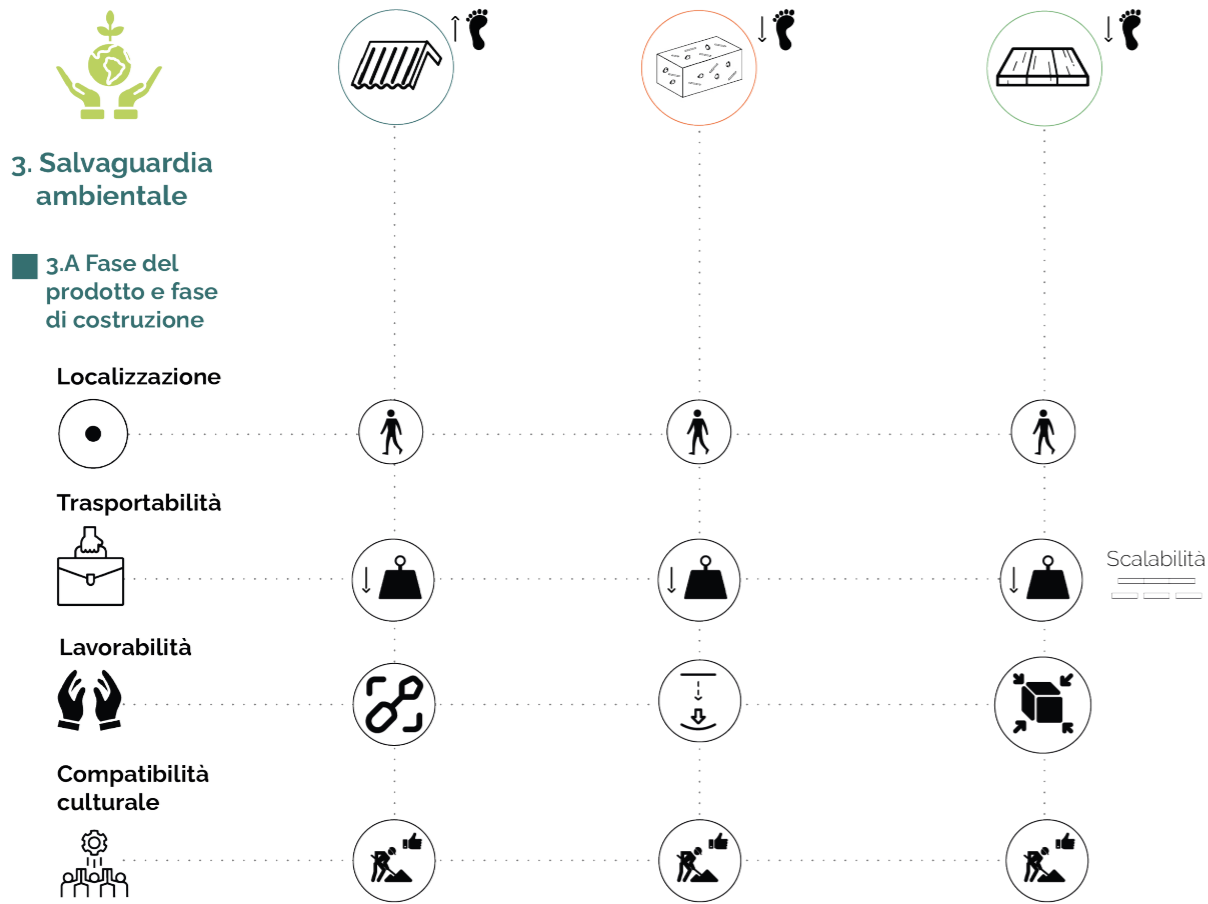 3. Salvaguardia
ambientale
3.A Fase del
prodotto e fase
di costruzione
Localizzazione
Trasportabilità
Scalabilità
Lavorabilità
Compatibilità
culturale